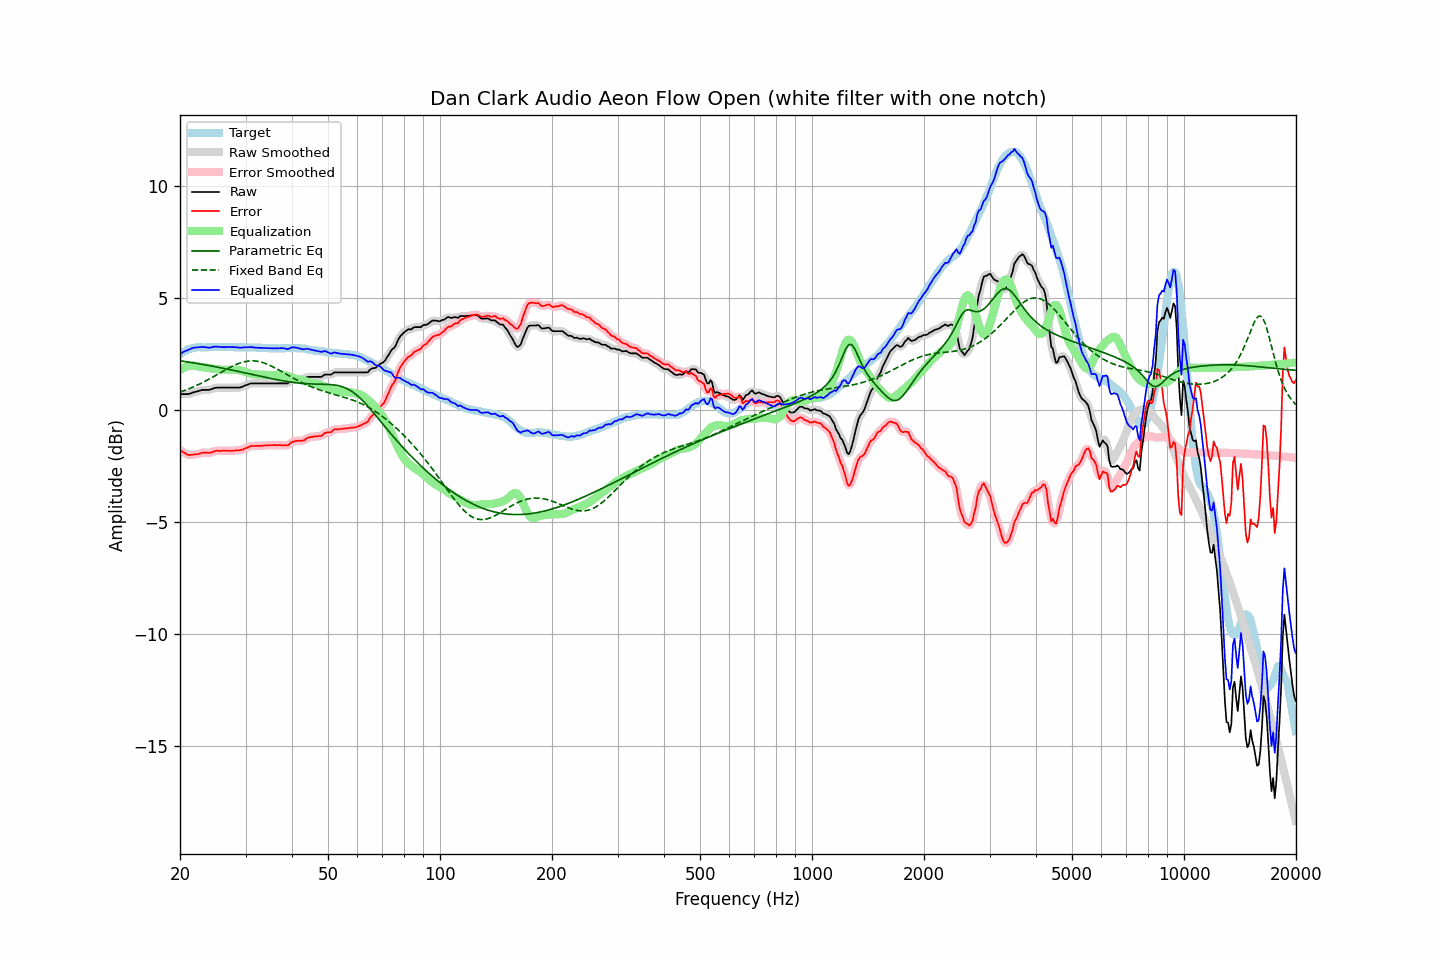 Dan Clark Audio Aeon Flow Open (white filter with one notch)
Target
Raw Smoothed
Error Smoothed
Raw
Error
Equalization
Parametric Eq
Fixed Band Eq
Equalized
10
5
0
−5
−10
−15
Amplitude (dBr)
20
50
100
200
500
1000
2000
5000
10000
20000
Frequency (Hz)